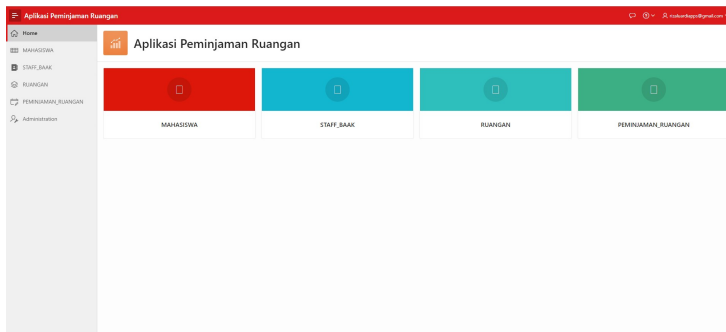 Aplikasi Peminjaman Ruangan
Home
MAHASISWA
STAFF_BAAK
RUANGAN
PEMINJAMAN_RUANGAN
Administration
Aplikasi Peminjaman Ruangan
MAHASISWA
STAFF_BAAK
RUANGAN
PEMINJAMAN_RUANGAN